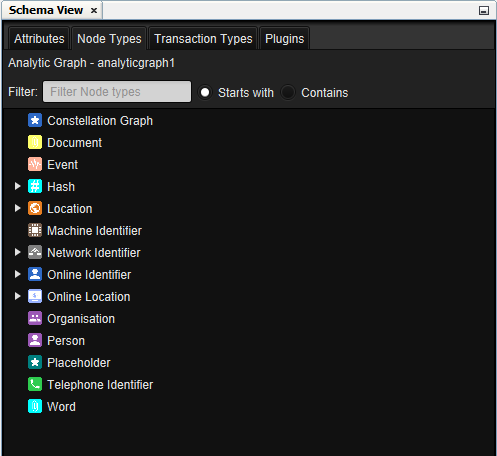 Schema View ×
Attributes Node Types Transaction Types Plugins
Analytic Graph - analyticgraph1
Filter: Filter Node types Starts with Contains
Constellation Graph
Document
Event
# Hash
Location
Machine Identifier
Network Identifier
Online Identifier
Online Location
Organisation
Person
Placeholder
Telephone Identifier
Word